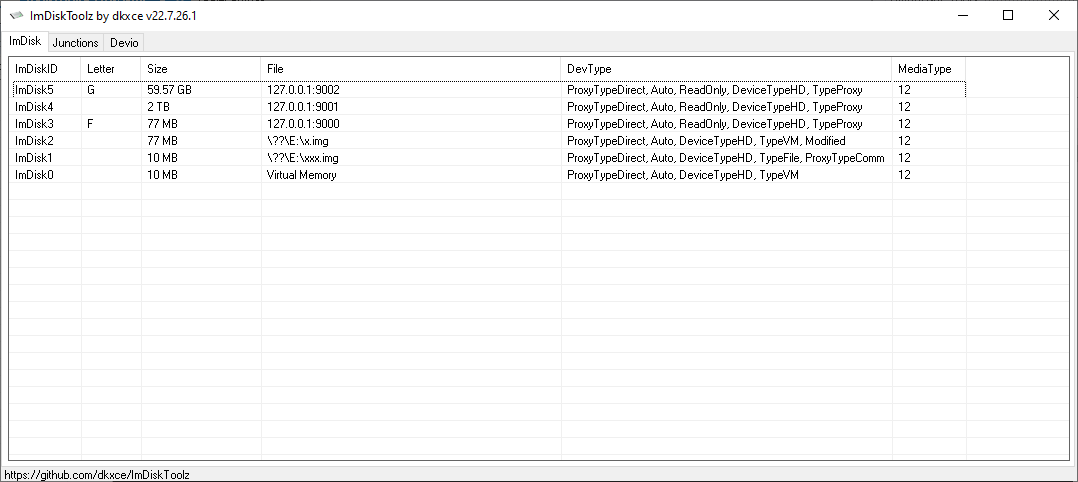 ImDiskToolz by dkxce v22.7.26.1
ImDisk Junctions Devio
ImDiskID Letter Size File DevType MediaType
ImDisk5 G 59.57 GB 127.0.0.1:9002 ProxyTypeDirect, Auto, ReadOnly, DeviceTypeHD, TypeProxy 12
ImDisk4 2 TB 127.0.0.1:9001 ProxyTypeDirect, Auto, ReadOnly, DeviceTypeHD, TypeProxy 12
ImDisk3 F 77 MB 127.0.0.1:9000 ProxyTypeDirect, Auto, ReadOnly, DeviceTypeHD, TypeProxy 12
ImDisk2 77 MB \??\E:\x.img ProxyTypeDirect, Auto, DeviceTypeHD, TypeVM, Modified 12
ImDisk1 10 MB \??\E:\xxx.img ProxyTypeDirect, Auto, DeviceTypeHD, TypeFile, ProxyTypeComm 12
ImDisk0 10 MB Virtual Memory ProxyTypeDirect, Auto, DeviceTypeHD, TypeVM 12
https://github.com/dkxce/ImDiskToolz